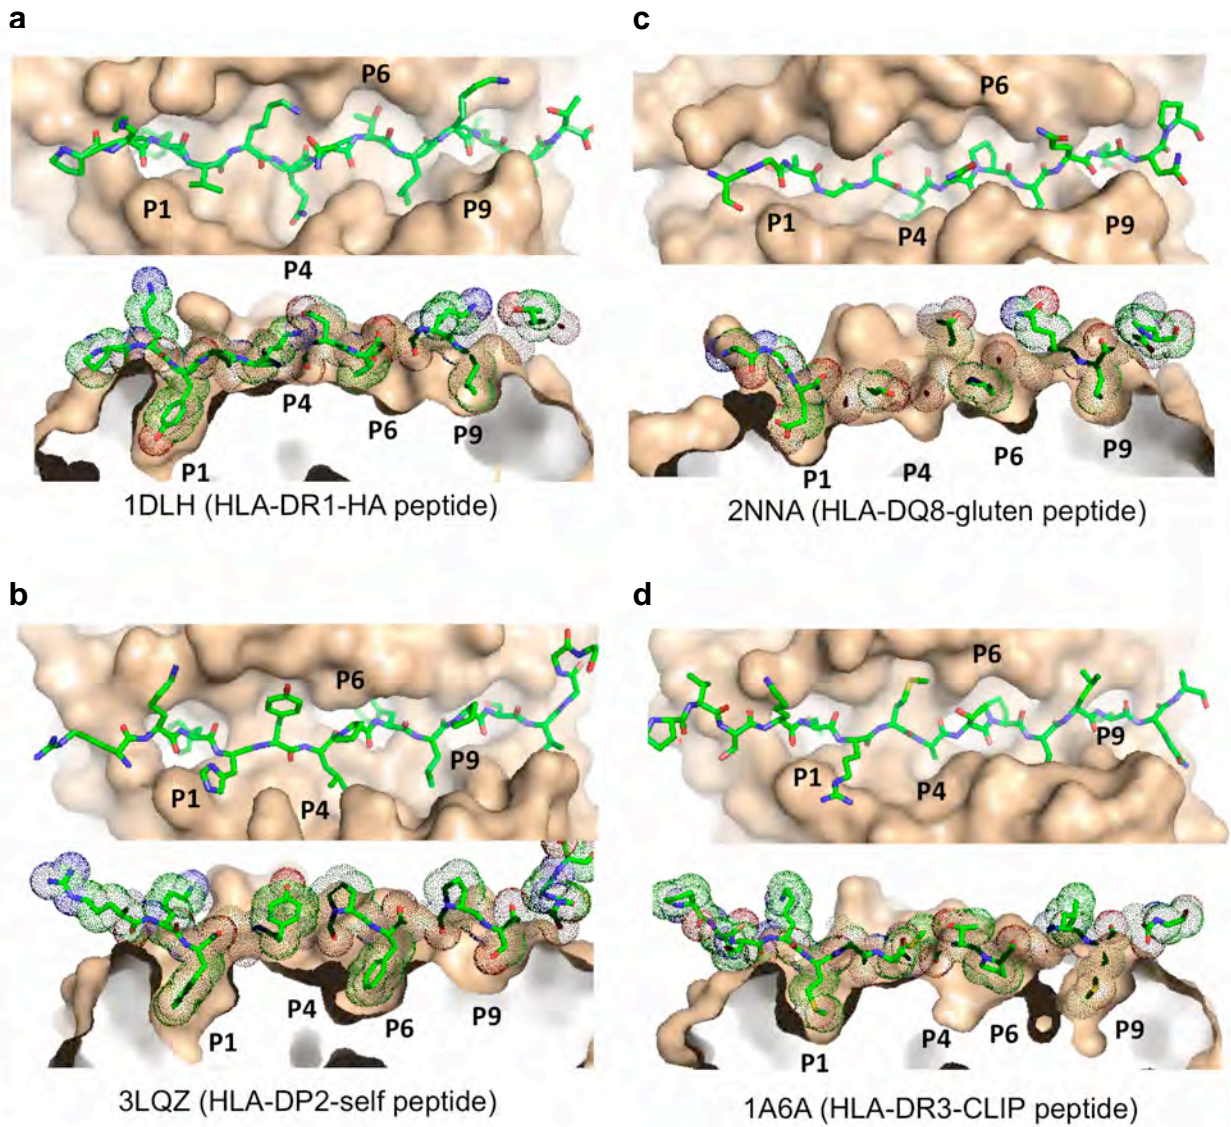 a
P6
P1
P9
P4
P4
P6
P9
P1
1DLH (HLA-DR1-HA peptide)
c
P6
P1
P4
P9
P6
P9
P4
P1
2NNA (HLA-DQ8-gluten peptide)
b
P6
P9
P1
P4
P4
P6
P9
P1
3LQZ (HLA-DP2-self peptide)
d
P6
P9
P1
P4
P4
P6
P9
P1
1A6A (HLA-DR3-CLIP peptide)